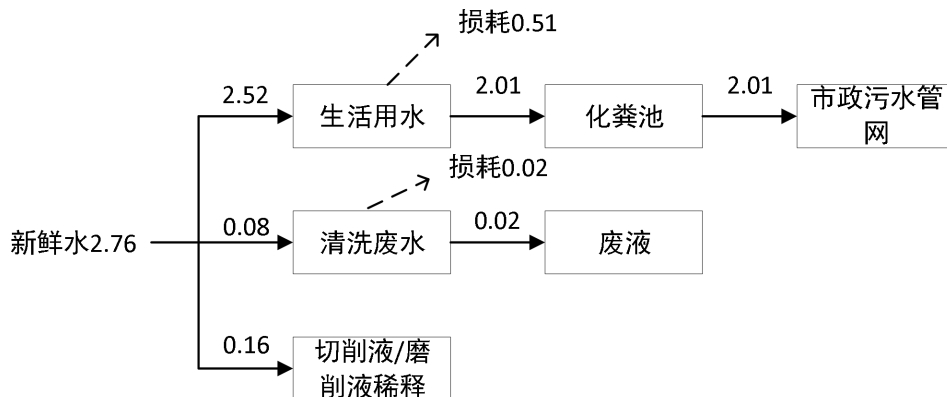 损耗0.51
2.52
生活用水
2.01
化粪池
2.01
市政污水管
网
损耗0.02
新鲜水2.76
0.08
清洗废水
0.02
废液
0.16
切削液/磨
削液稀释